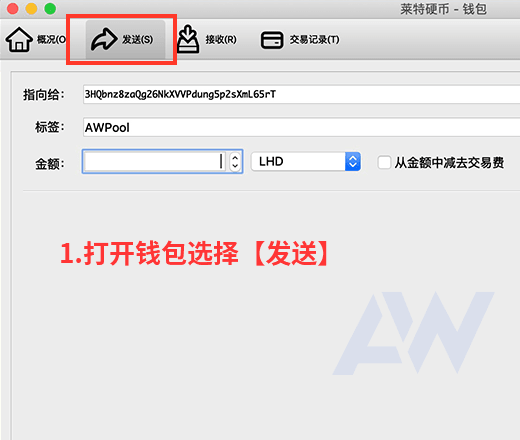 莱特硬币 - 钱包
概况(O
发送(S)
接收(R)
交易记录(T)
指向给：
3HQbnz8zaQg26NkXVVPdung5p2sXmL65rT
标签：
AWPool
金额：
LHD
从金额中减去交易费
1.打开钱包选择【发送】
AW